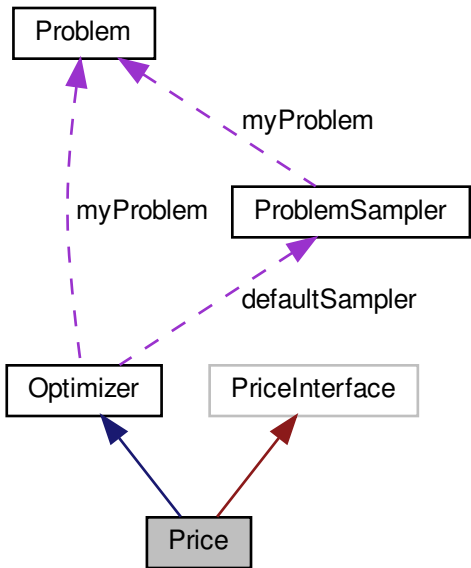 Problem
myProblem
myProblem
ProblemSampler
defaultSampler
Optimizer
PriceInterface
Price